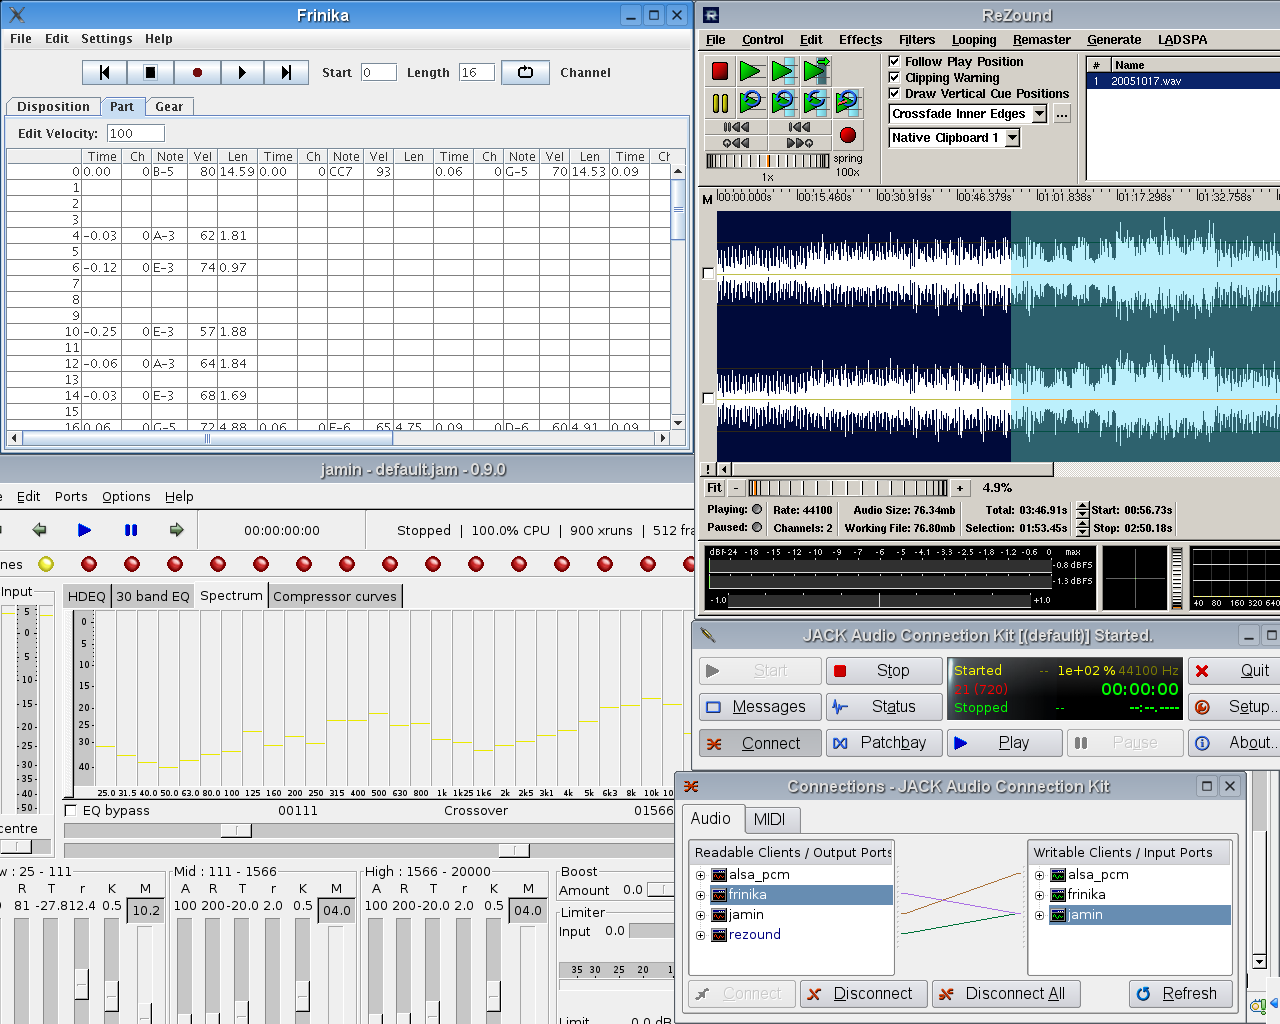 Frinika
File Edit Settings Help
Start 0 Length 16 Channel
Disposition Part Gear
Edit Velocity: 100
Time Ch Note Vel Len Time Ch Note Vel Len Time Ch Note Vel Len Time Ch
0 0.00 0 B-5 80 14.59 0.00 0 CC7 93 0.06 0 G-5 70 14.53 0.09
1
2
3
4 -0.03 0 A-3 62 1.81
5
6 -0.12 0 E-3 74 0.97
7
8
9
10 -0.25 0 E-3 57 1.88
11
12 -0.06 0 A-3 64 1.84
13
14 -0.03 0 E-3 68 1.69
15
16 0.06 0 G-5 72 4.88 0.06 0 E-6 65 4.75 0.09 0 D-6 60 4.91 0.09
ReZound
File Control Edit Effects Filters Looping Remaster Generate LADSPA
Follow Play Position
Clipping Warning
Draw Vertical Cue Positions
Crossfade Inner Edges ...
Native Clipboard 1
spring
1x 100x
# Name
1 20051017.wav
M 00:00.000s 00:15.460s 00:30.919s 00:46.379s 01:01.838s 01:17.298s 01:32.758s
!
Fit - + 4.9%
Playing: Rate: 44100 Audio Size: 76.34mb Total: 03:46.91s Start: 00:56.73s
Paused: Channels: 2 Working File: 76.80mb Selection: 01:53.45s Stop: 02:50.18s
dBF-24 -18 -15 -12 -10 -9 -7 -6 -5 -4.1 -3.3 -2.5 -1.8 -1.2 -0.6 0 max
-0.8 dBFS
-1.3 dBFS
-1.0 +1.0
40 80 160 320 640
jamin - default.jam - 0.9.0
Edit Ports Options Help
00:00:00:00 Stopped | 100.0% CPU | 900 xruns | 512 fra
nes
Input
HDEQ 30 band EQ Spectrum Compressor curves
5
0
5
10
15
20
25
30
35
40
45
50
0
5
10
15
20
25
30
40
25.0 31.5 40.0 50.0 63.0 80.0 100 125 160 200 250 315 400 500 630 800 1k 1k25 1k6 2k 2k5 3k1 4k 5k 6k3 8k 10k 10k
centre
EQ bypass 00111 Crossover 01566
w : 25 - 111 Mid : 111 - 1566 High : 1566 - 20000 Boost
R T r K M A R T r K M A R T r K M Amount 0.0
81 -27.8 12.4 0.5 10.2 100 200 -20.0 2.0 0.5 04.0 100 200 -20.0 2.0 0.5 04.0
Limiter
Input 0.0
35 30 25 20 1
Limit 0.0 dB
JACK Audio Connection Kit [(default)] Started.
Start Stop Started -- 1e+02 % 44100 Hz Quit
21 (720) 00:00:00
Messages Status Stopped -- --:--.---- Setup..
Connect Patchbay Play Pause About..
Connections - JACK Audio Connection Kit
Audio MIDI
Readable Clients / Output Ports
alsa_pcm
frinika
jamin
rezound
Writable Clients / Input Ports
alsa_pcm
frinika
jamin
Connect Disconnect Disconnect All Refresh